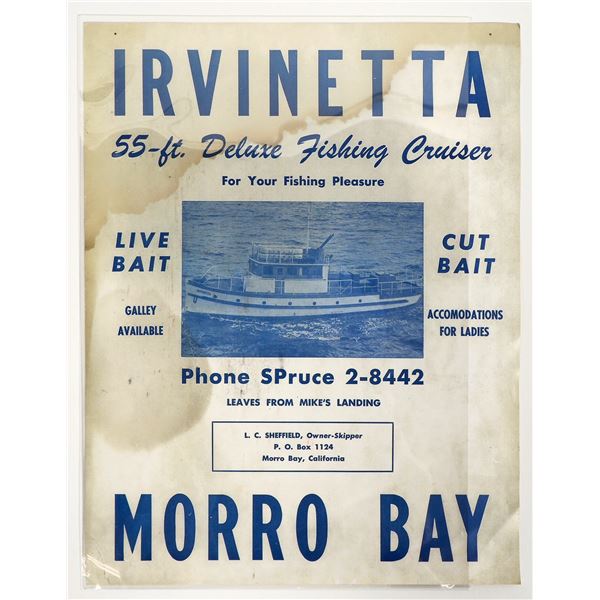 IRVINETTA
55-ft. Deluxe Fishing Cruiser
For Your Fishing Pleasure
LIVE
BAIT
GALLEY
AVAILABLE
CUT
BAIT
ACCOMODATIONS
FOR LADIES
Phone SPruce 2-8442
LEAVES FROM MIKE'S LANDING
L. C. SHEFFIELD, Owner-Skipper
P. O. Box 1124
Morro Bay, California
MORRO BAY